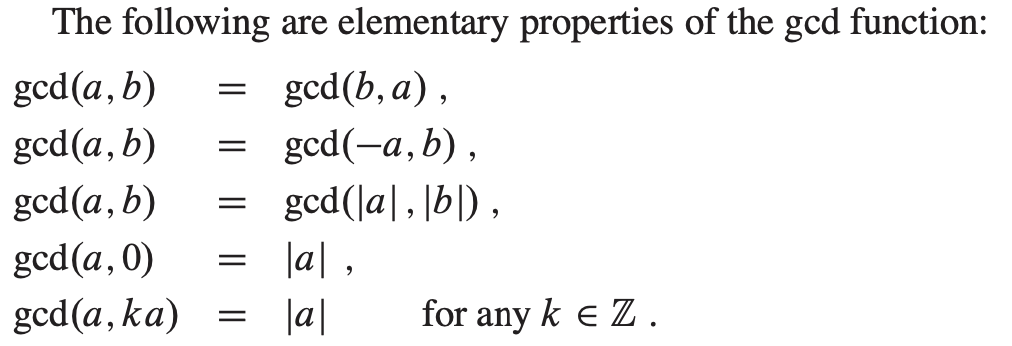 The following are elementary properties of the gcd function:
gcd(a, b) = gcd(b, a) ,
gcd(a, b) = gcd(−a, b) ,
gcd(a, b) = gcd(|a| , |b|) ,
gcd(a, 0) = |a| ,
gcd(a, ka) = |a| for any k ∈ ℤ .